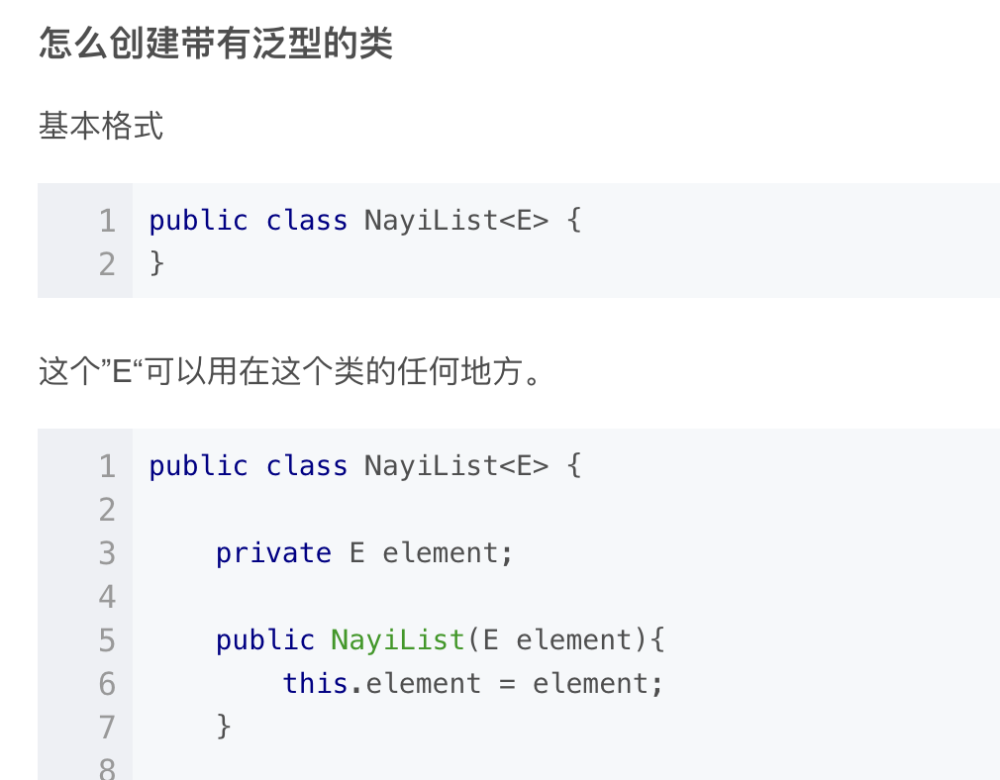 怎么创建带有泛型的类
基本格式
1 public class NayiList<E> {
2 }
这个”E“可以用在这个类的任何地方。
1 public class NayiList<E> {
2
3     private E element;
4
5     public NayiList(E element){
6         this.element = element;
7     }
8